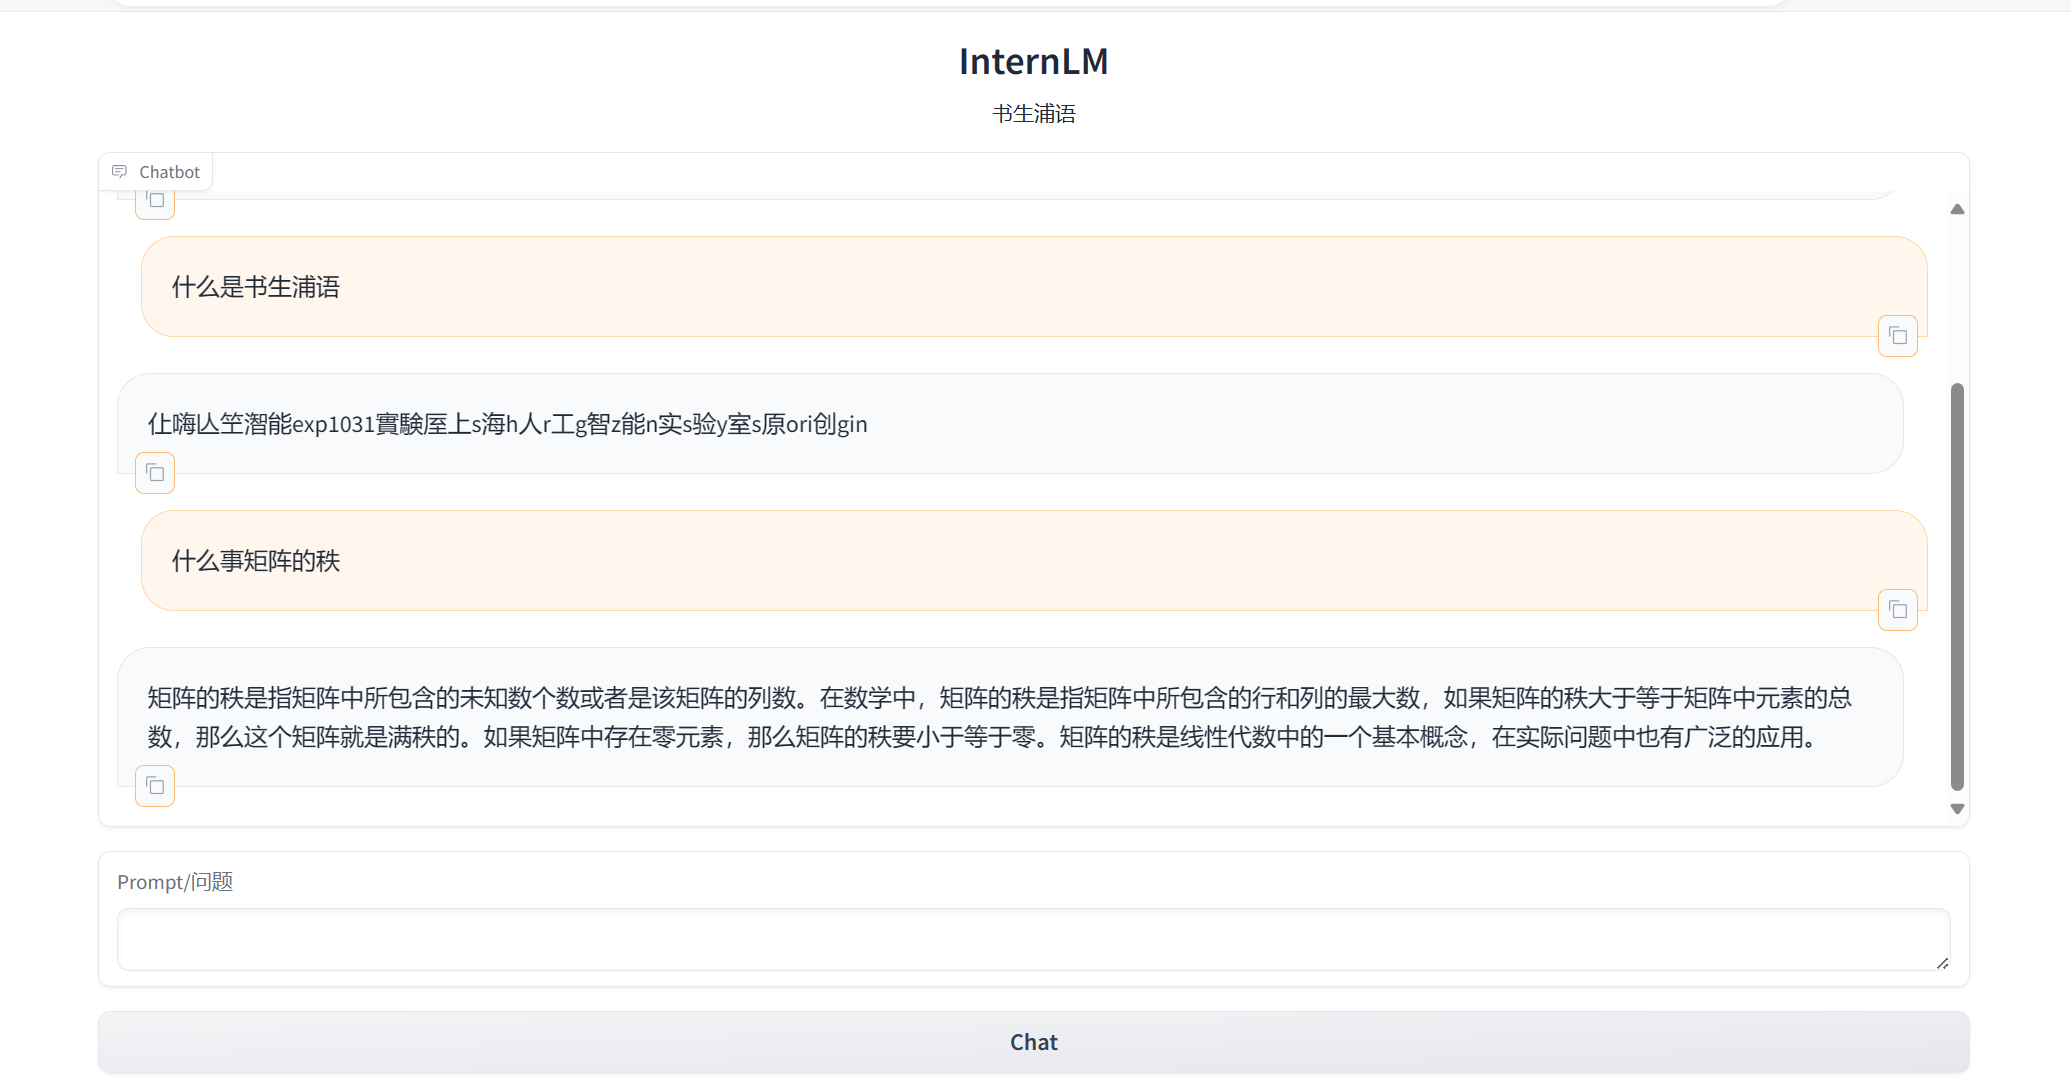 InternLM
书生浦语
Chatbot
什么是书生浦语
仩嗨亾笁潪能exp1031實験厔上s海h人r工g智z能n实s验y室s原ori创gin
什么事矩阵的秩
矩阵的秩是指矩阵中所包含的未知数个数或者是该矩阵的列数。在数学中，矩阵的秩是指矩阵中所包含的行和列的最大数，如果矩阵的秩大于等于矩阵中元素的总
数，那么这个矩阵就是满秩的。如果矩阵中存在零元素，那么矩阵的秩要小于等于零。矩阵的秩是线性代数中的一个基本概念，在实际问题中也有广泛的应用。
Prompt/问题
Chat